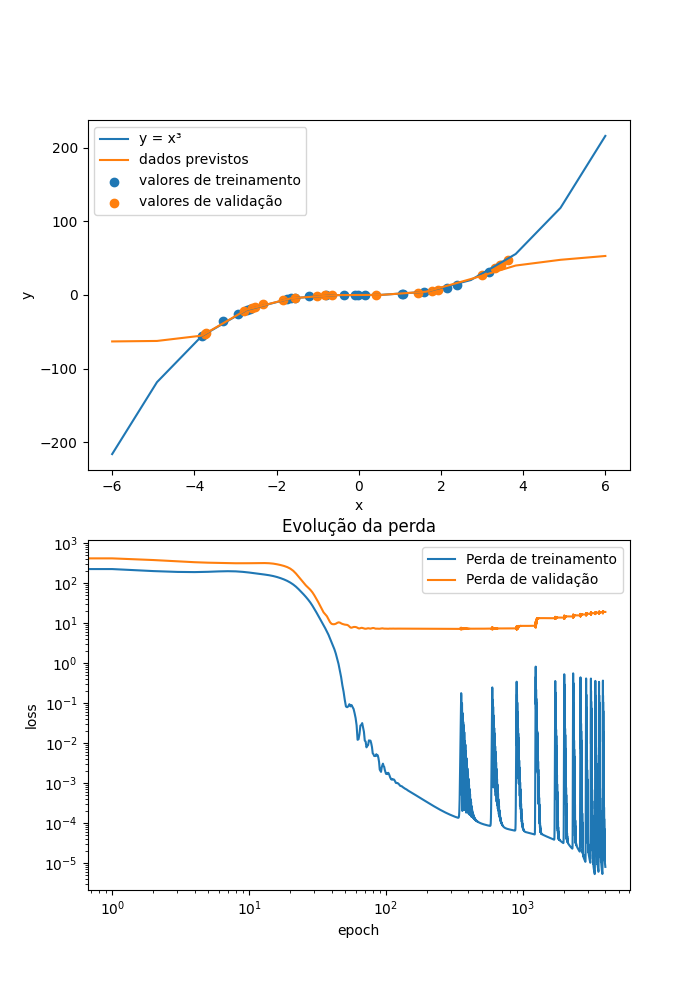 y = x³
dados previstos
valores de treinamento
valores de validação
200
100
0
−100
−200
y
−6 −4 −2 0 2 4 6
x
Evolução da perda
Perda de treinamento
Perda de validação
10³
10²
10¹
10⁰
10⁻¹
10⁻²
10⁻³
10⁻⁴
10⁻⁵
loss
10⁰ 10¹ 10² 10³
epoch